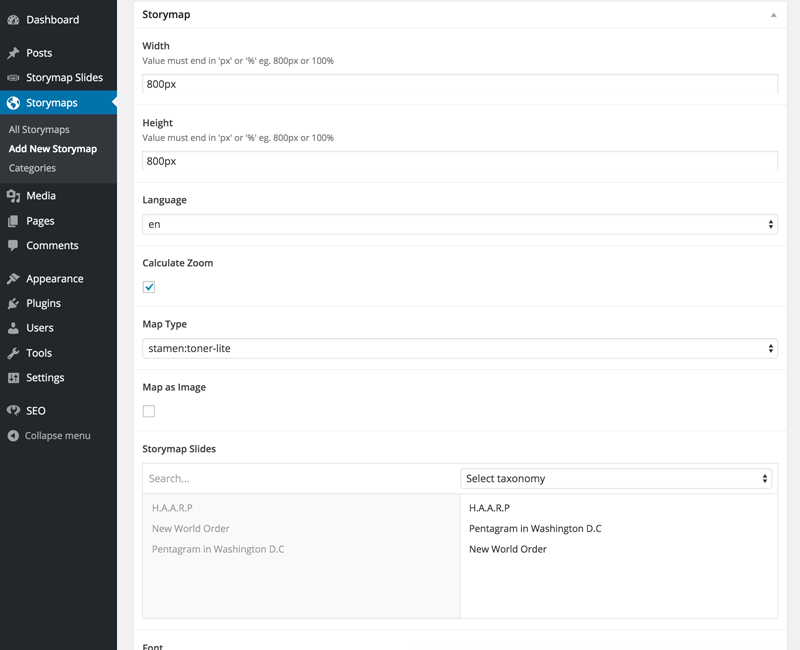 Dashboard
Posts
Storymap Slides
Storymaps
All Storymaps
Add New Storymap
Categories
Media
Pages
Comments
Appearance
Plugins
Users
Tools
Settings
SEO
Collapse menu
Storymap
Width
Value must end in 'px' or '%' eg. 800px or 100%
800px
Height
Value must end in 'px' or '%' eg. 800px or 100%
800px
Language
en
Calculate Zoom
Map Type
stamen:toner-lite
Map as Image
Storymap Slides
Search...
Select taxonomy
H.A.A.R.P
New World Order
Pentagram in Washington D.C
H.A.A.R.P
Pentagram in Washington D.C
New World Order
Font